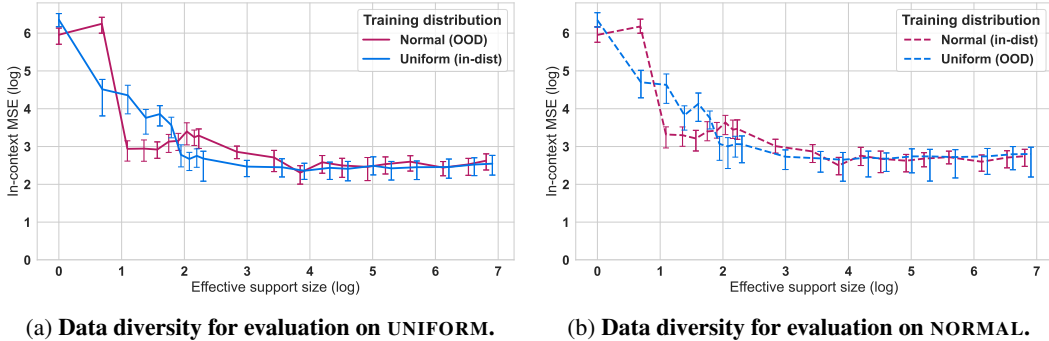 Training distribution
Normal (OOD)
Uniform (in-dist)
In-context MSE (log)
6
5
4
3
2
1
0
0 1 2 3 4 5 6 7
Effective support size (log)
(a) Data diversity for evaluation on UNIFORM.
Training distribution
Normal (in-dist)
Uniform (OOD)
In-context MSE (log)
6
5
4
3
2
1
0
0 1 2 3 4 5 6 7
Effective support size (log)
(b) Data diversity for evaluation on NORMAL.